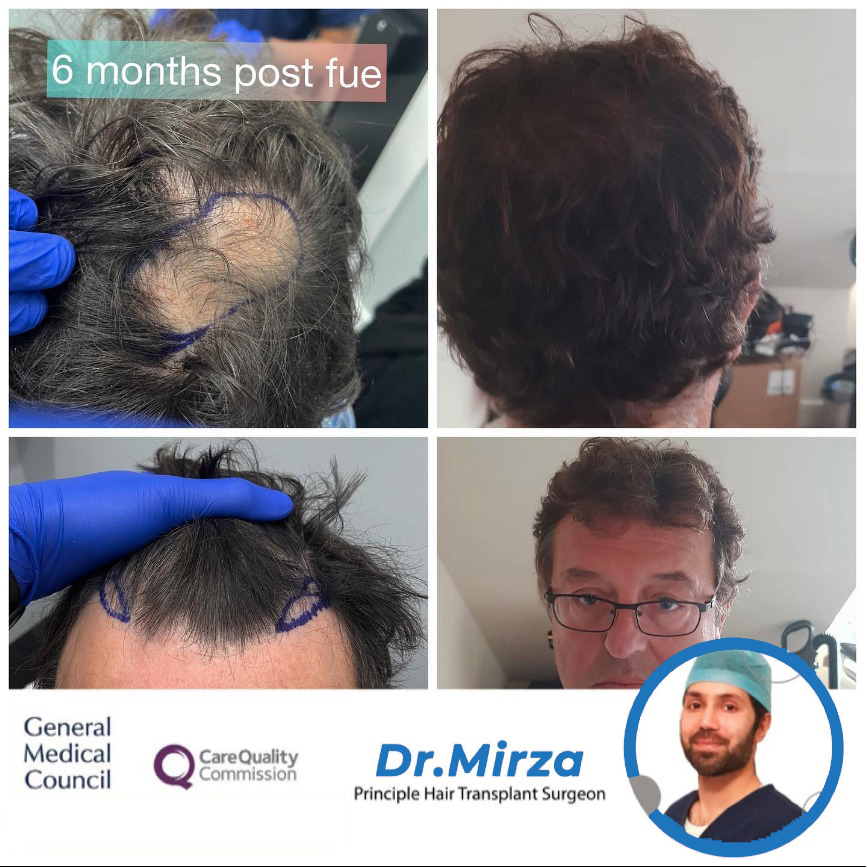 6 months post fue
General
Medical
Council
CareQuality
Commission
Dr.Mirza
Principle Hair Transplant Surgeon